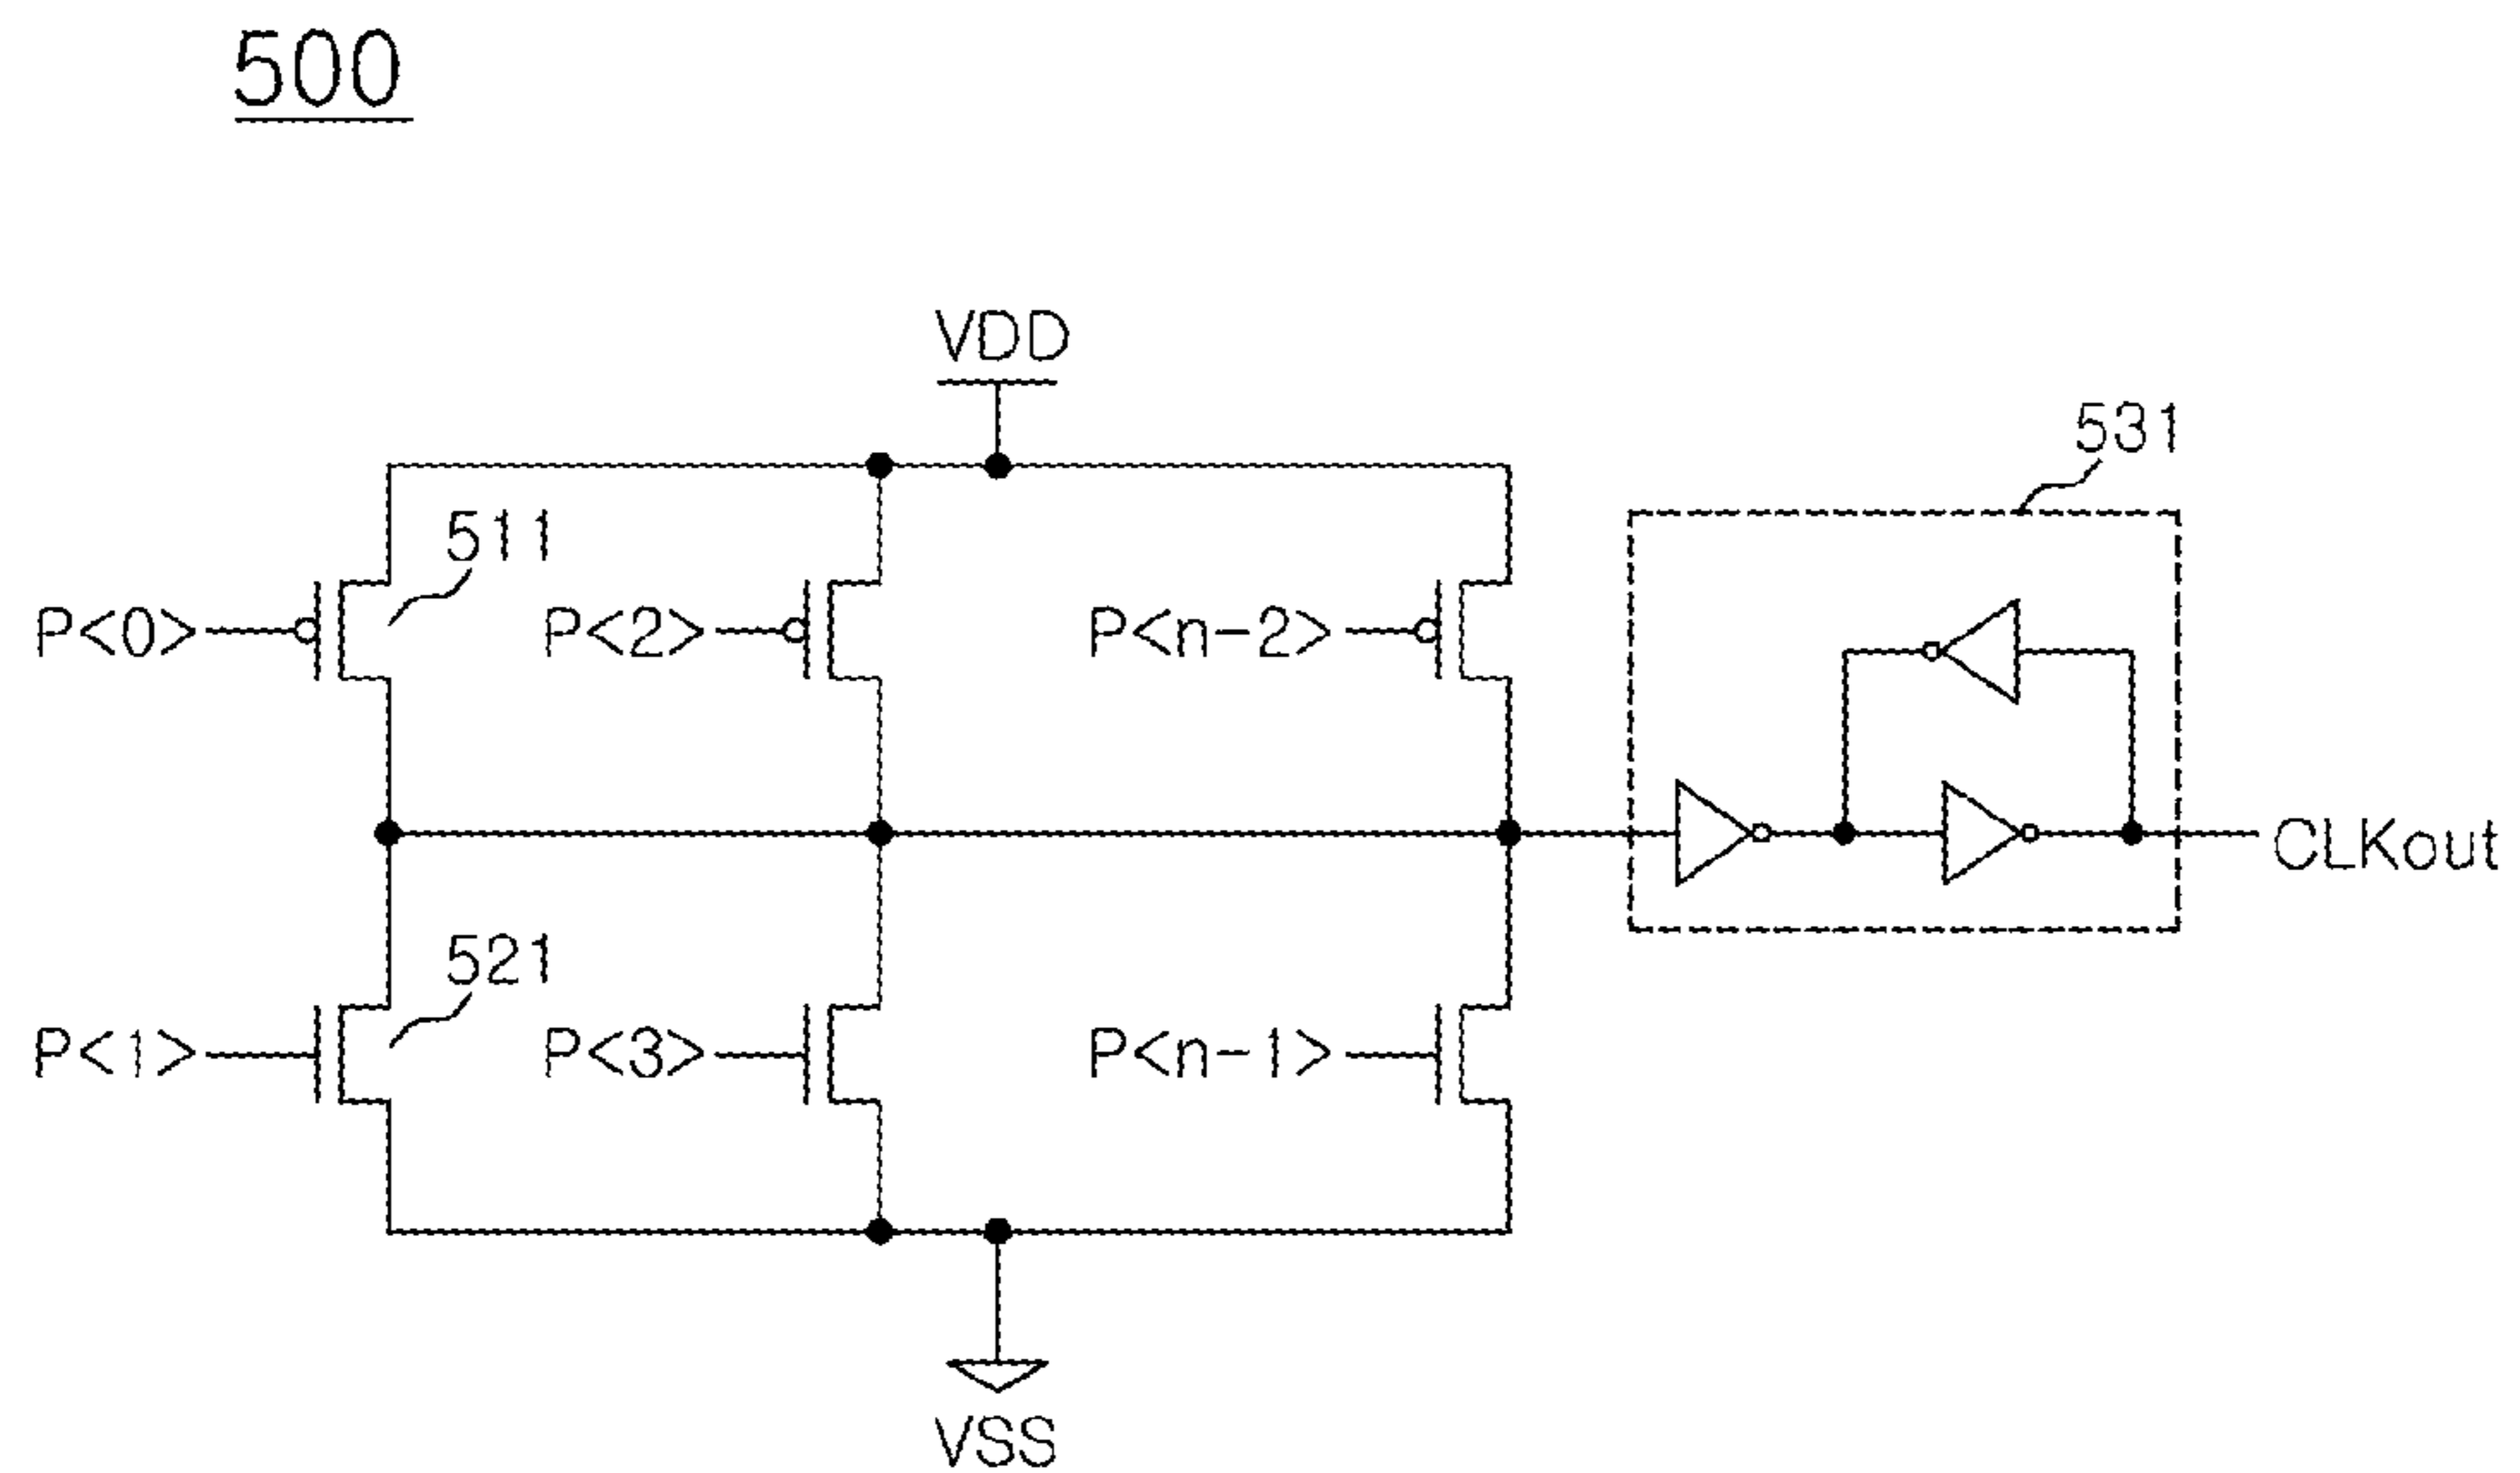 500
VDD
531
511
P<0>
P<2>
P<n-2>
CLKout
521
P<1>
P<3>
P<n-1>
VSS